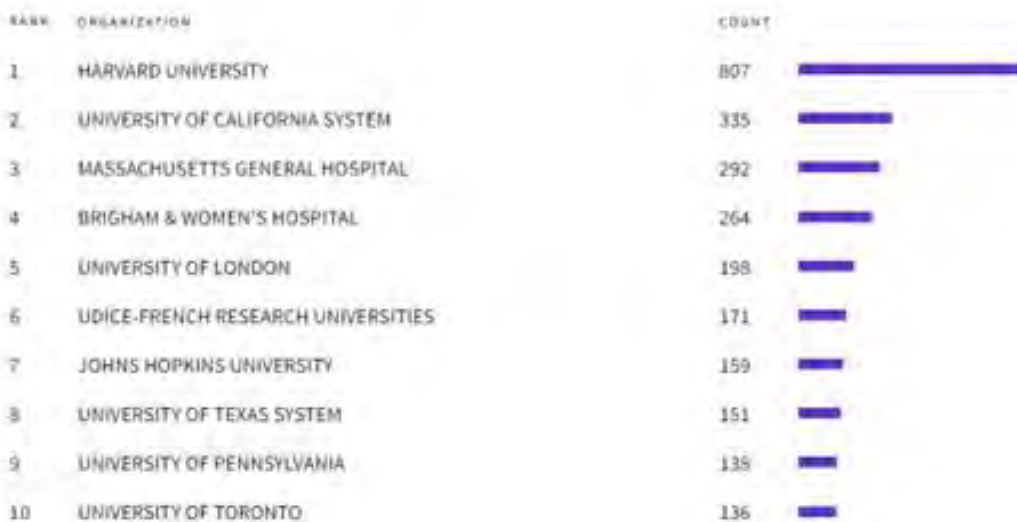 RANK ORGANIZATION COUNT
1 HARVARD UNIVERSITY 807
2 UNIVERSITY OF CALIFORNIA SYSTEM 335
3 MASSACHUSETTS GENERAL HOSPITAL 292
4 BRIGHAM & WOMEN'S HOSPITAL 264
5 UNIVERSITY OF LONDON 198
6 UDICE-FRENCH RESEARCH UNIVERSITIES 171
7 JOHNS HOPKINS UNIVERSITY 159
8 UNIVERSITY OF TEXAS SYSTEM 151
9 UNIVERSITY OF PENNSYLVANIA
10 UNIVERSITY OF TORONTO 136